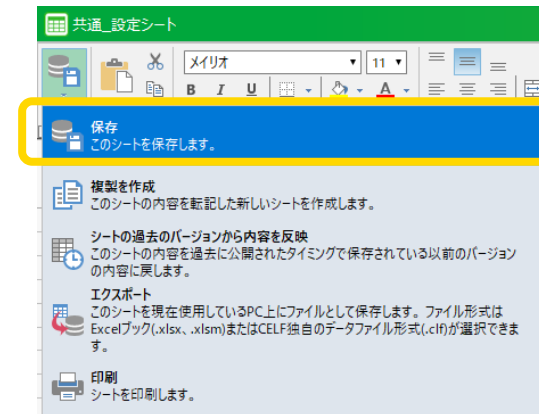 共通_設定シート
メイリオ 11
B I U A
保存
このシートを保存します。
複製を作成
このシートの内容を転記した新しいシートを作成します。
シートの過去のバージョンから内容を反映
このシートの内容を過去に公開されたタイミングで保存されている以前のバージョン
の内容に戻します。
エクスポート
このシートを現在使用しているPC上にファイルとして保存します。ファイル形式は
Excelブック(.xlsx、.xlsm)またはCELF独自のデータファイル形式(.clf)が選択できま
す。
印刷
シートを印刷します。